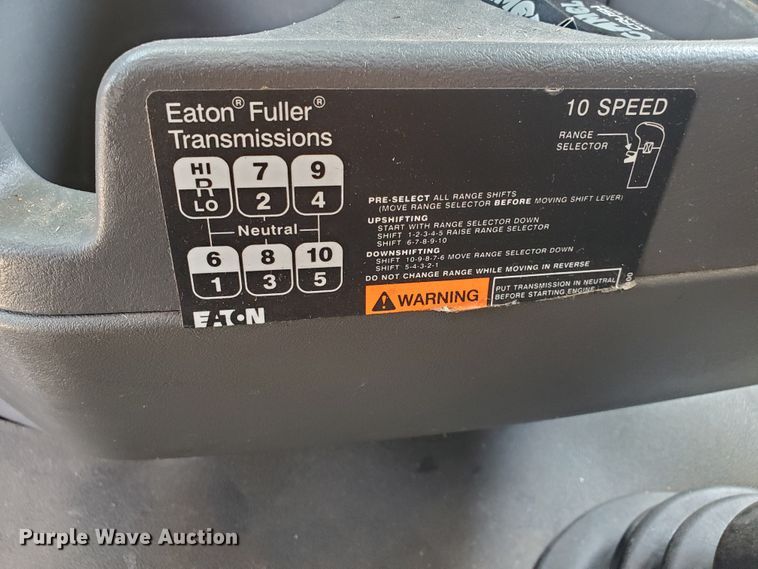 CAMEL
Eaton® Fuller®
Transmissions
HI
R
LO
7
2
9
4
Neutral
6
1
8
3
10
5
EATON
10 SPEED
RANGE
SELECTOR
PRE-SELECT ALL RANGE SHIFTS
(MOVE RANGE SELECTOR BEFORE MOVING SHIFT LEVER)
UPSHIFTING
START WITH RANGE SELECTOR DOWN
SHIFT 1-2-3-4-5 RAISE RANGE SELECTOR
SHIFT 6-7-8-9-10
DOWNSHIFTING
SHIFT 10-9-8-7-6 MOVE RANGE SELECTOR DOWN
SHIFT 5-4-3-2-1
DO NOT CHANGE RANGE WHILE MOVING IN REVERSE
WARNING
PUT TRANSMISSION IN NEUTRAL
BEFORE STARTING ENGINE
Purple Wave Auction